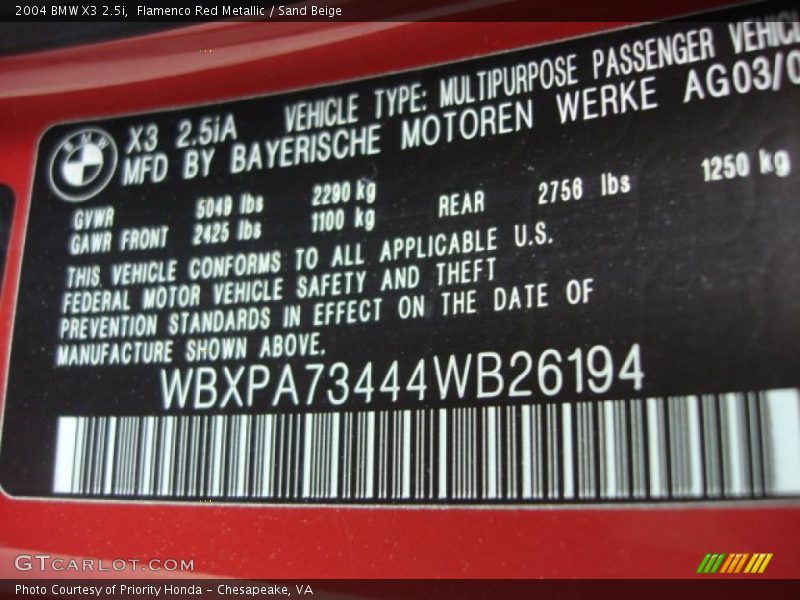 2004 BMW X3 2.5i,  Flamenco Red Metallic / Sand Beige
BMW
X3 2.5iA VEHICLE TYPE: MULTIPURPOSE PASSENGER
MFD BY BAYERISCHE MOTOREN WERKE AG 03/0
GVWR 5049 lbs 2290 kg
GAWR FRONT 2425 lbs 1100 kg REAR 2756 lbs 1250 kg
THIS VEHICLE CONFORMS TO ALL APPLICABLE U.S.
FEDERAL MOTOR VEHICLE SAFETY AND THEFT
PREVENTION STANDARDS IN EFFECT ON THE DATE OF
MANUFACTURE SHOWN ABOVE.
WBXPA73444WB26194
GTCARLOT.COM
Photo Courtesy of Priority Honda - Chesapeake, VA